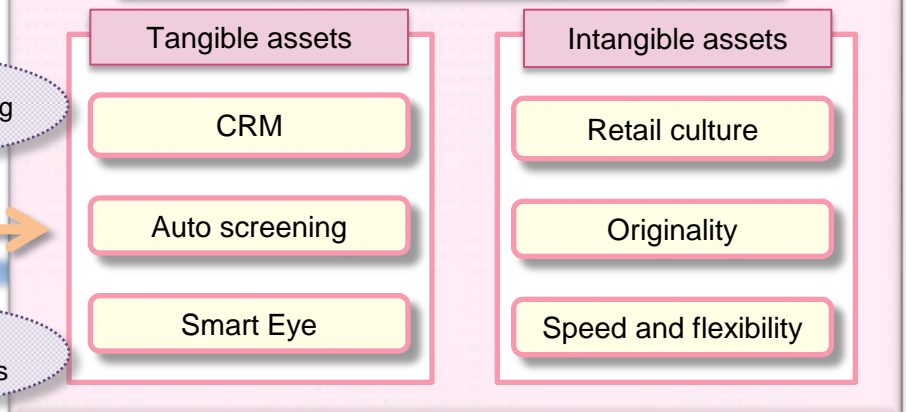 Tangible assets
CRM
Auto screening
Smart Eye
Intangible assets
Retail culture
Originality
Speed and flexibility